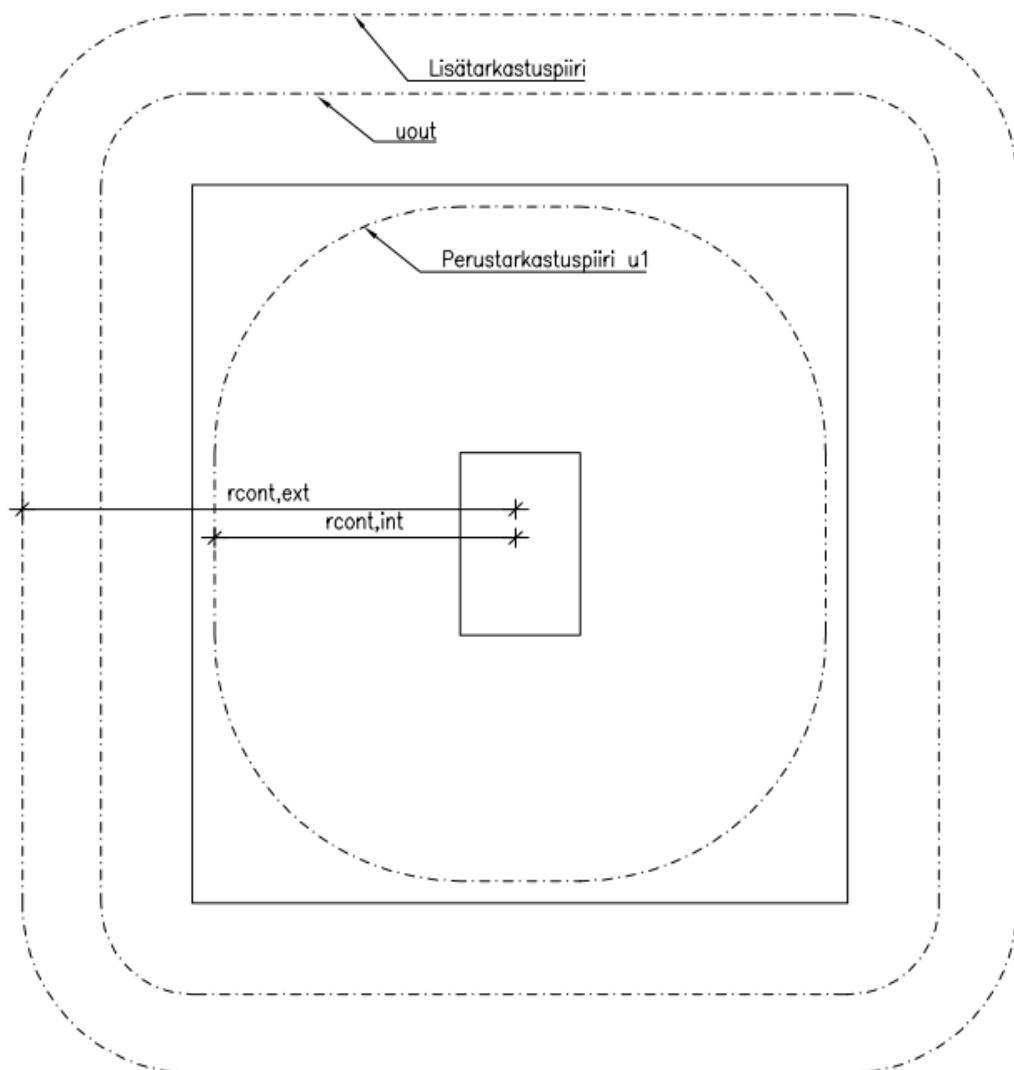 Lisätarkastuspiiri
uout
Perustarkastuspiiri u1
rcont,ext
rcont,int